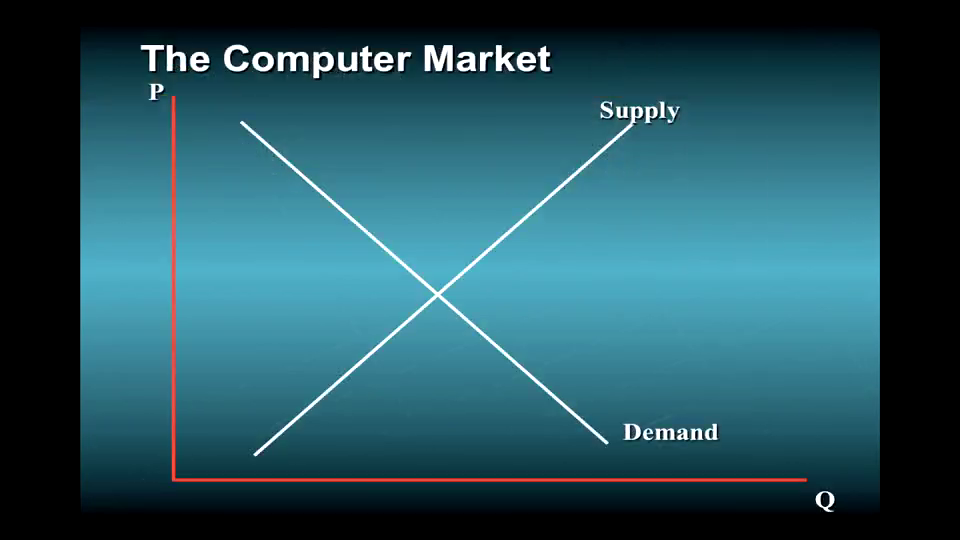 The Computer Market
P
Supply
Demand
Q